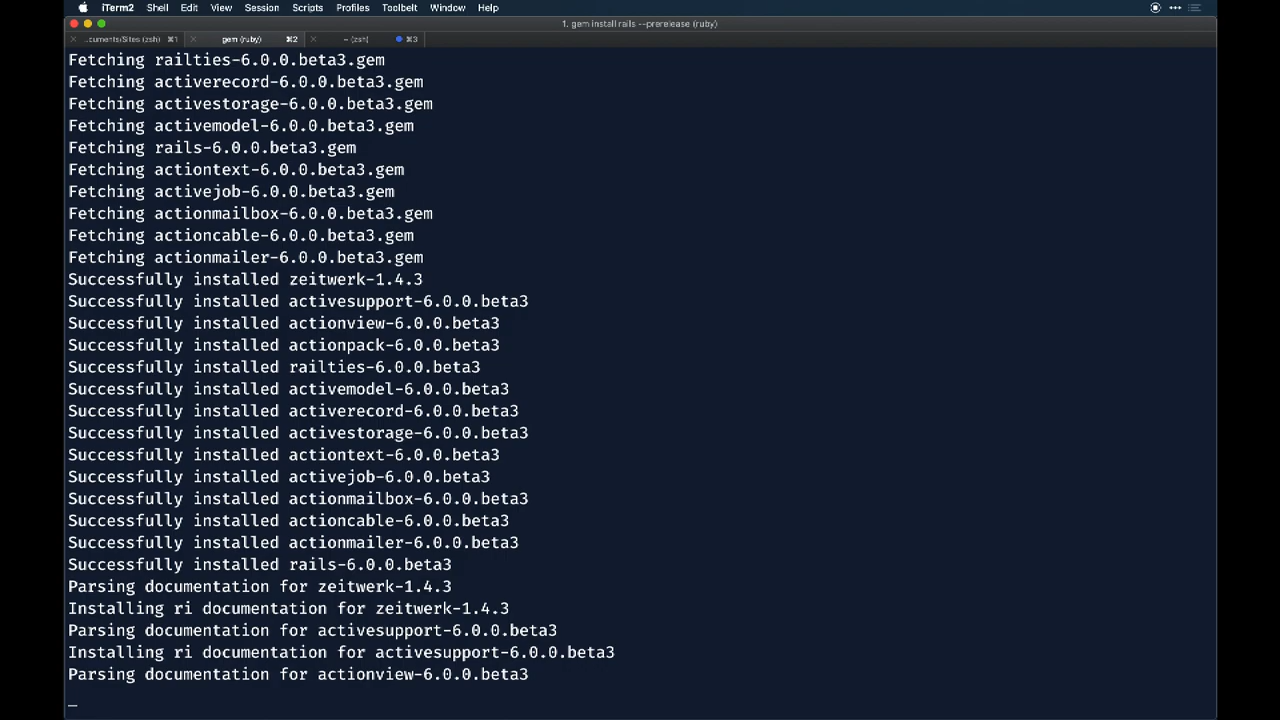 iTerm2 Shell Edit View Session Scripts Profiles Toolbelt Window Help
1. gem install rails --prerelease (ruby)
..cuments/Sites (zsh) ⌘1 gem (ruby) ⌘2 ~ (zsh) ⌘3
Fetching railties-6.0.0.beta3.gem
Fetching activerecord-6.0.0.beta3.gem
Fetching activestorage-6.0.0.beta3.gem
Fetching activemodel-6.0.0.beta3.gem
Fetching rails-6.0.0.beta3.gem
Fetching actiontext-6.0.0.beta3.gem
Fetching activejob-6.0.0.beta3.gem
Fetching actionmailbox-6.0.0.beta3.gem
Fetching actioncable-6.0.0.beta3.gem
Fetching actionmailer-6.0.0.beta3.gem
Successfully installed zeitwerk-1.4.3
Successfully installed activesupport-6.0.0.beta3
Successfully installed actionview-6.0.0.beta3
Successfully installed actionpack-6.0.0.beta3
Successfully installed railties-6.0.0.beta3
Successfully installed activemodel-6.0.0.beta3
Successfully installed activerecord-6.0.0.beta3
Successfully installed activestorage-6.0.0.beta3
Successfully installed actiontext-6.0.0.beta3
Successfully installed activejob-6.0.0.beta3
Successfully installed actionmailbox-6.0.0.beta3
Successfully installed actioncable-6.0.0.beta3
Successfully installed actionmailer-6.0.0.beta3
Successfully installed rails-6.0.0.beta3
Parsing documentation for zeitwerk-1.4.3
Installing ri documentation for zeitwerk-1.4.3
Parsing documentation for activesupport-6.0.0.beta3
Installing ri documentation for activesupport-6.0.0.beta3
Parsing documentation for actionview-6.0.0.beta3